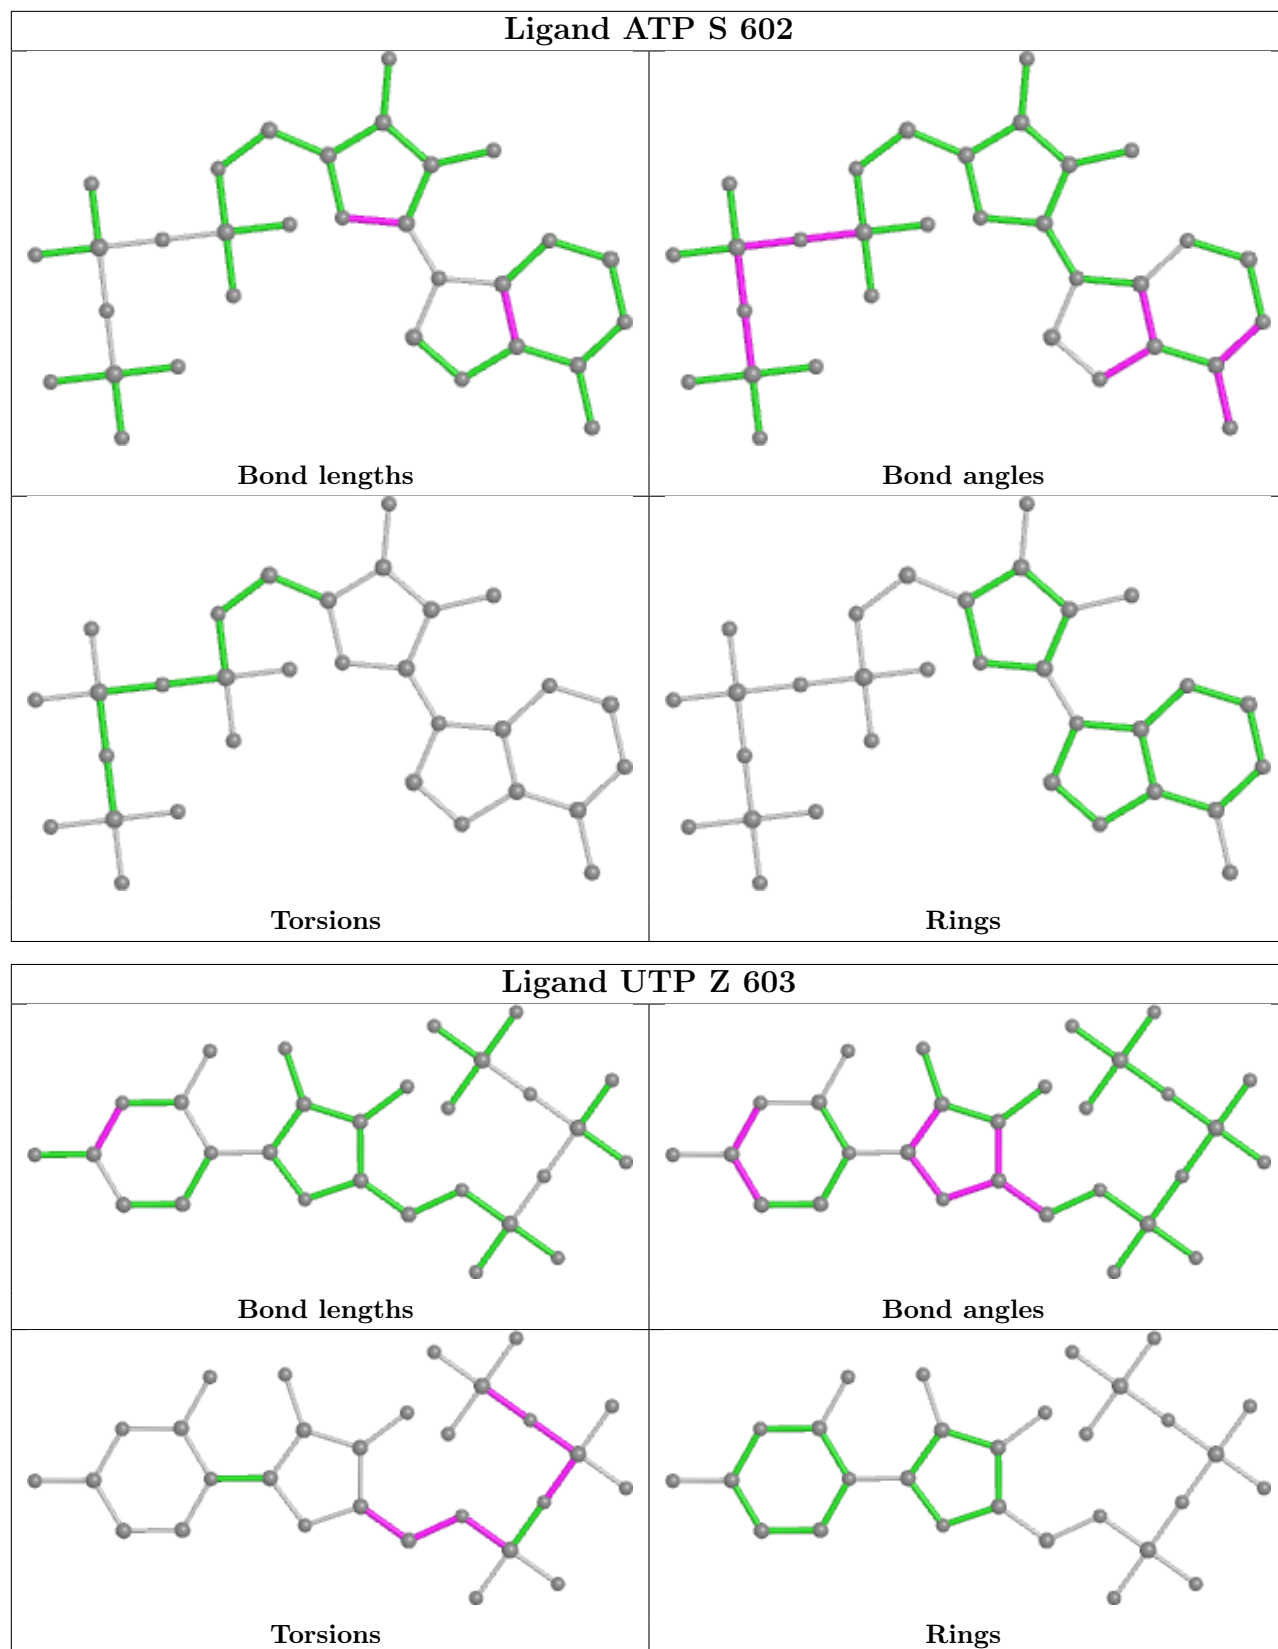 Ligand ATP S 602
Bond lengths
Bond angles
Torsions
Rings
Ligand UTP Z 603
Bond lengths
Bond angles
Torsions
Rings